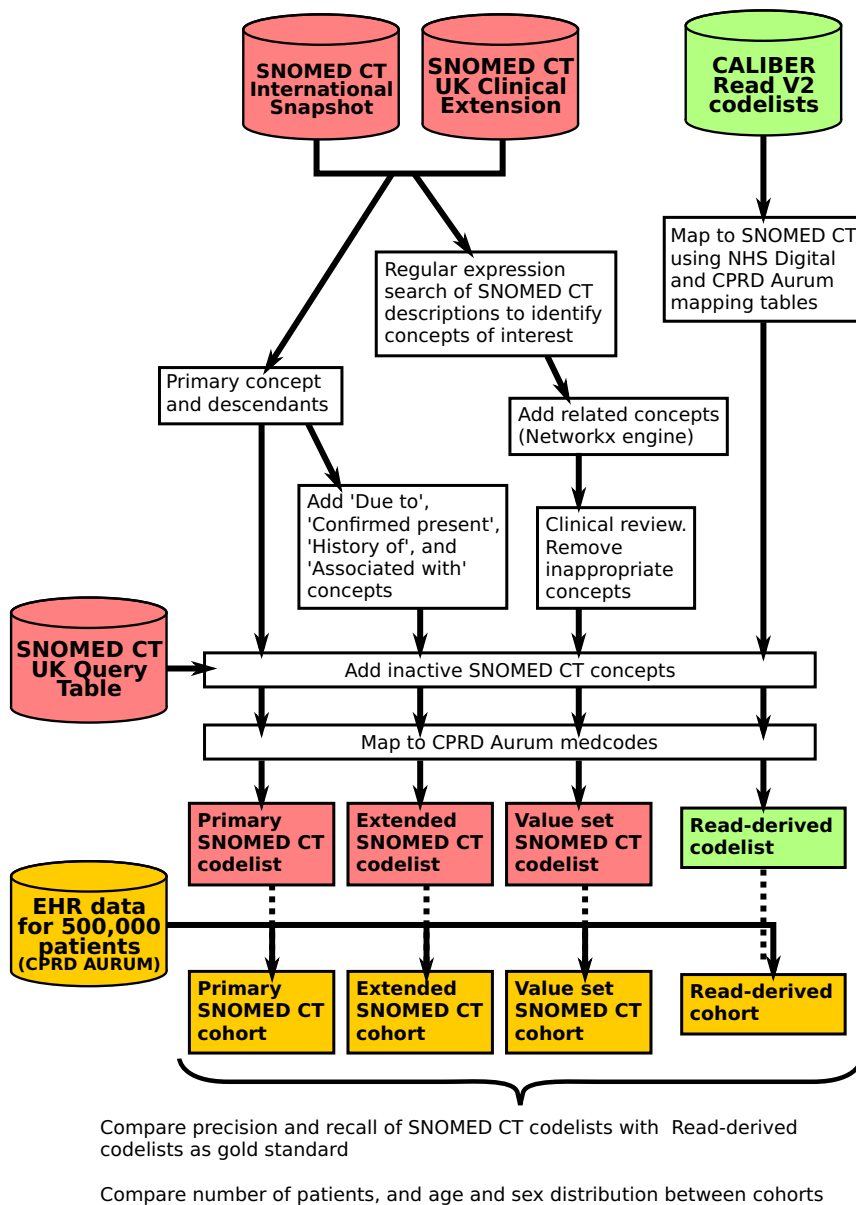 SNOMED CT
International
Snapshot
SNOMED CT
UK Clinical
Extension
CALIBER
Read V2
codelists
Map to SNOMED CT
using NHS Digital
and CPRD Aurum
mapping tables
Regular expression
search of SNOMED CT
descriptions to identify
concepts of interest
Primary concept
and descendants
Add related concepts
(Networkx engine)
Add 'Due to',
'Confirmed present',
'History of', and
'Associated with'
concepts
Clinical review.
Remove
inappropriate
concepts
SNOMED CT
UK Query
Table
Add inactive SNOMED CT concepts
Map to CPRD Aurum medcodes
Primary
SNOMED CT
codelist
Extended
SNOMED CT
codelist
Value set
SNOMED CT
codelist
Read-derived
codelist
EHR data
for 500,000
patients
(CPRD AURUM)
Primary
SNOMED CT
cohort
Extended
SNOMED CT
cohort
Value set
SNOMED CT
cohort
Read-derived
cohort
Compare precision and recall of SNOMED CT codelists with Read-derived
codelists as gold standard
Compare number of patients, and age and sex distribution between cohorts